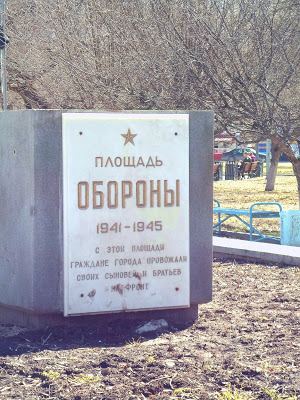 ПЛОЩАДЬ
ОБОРОНЫ
1941-1945
С ЭТОЙ ПЛОЩАДИ
ГРАЖДАНЕ ГОРОДА ПРОВОЖАЛИ
СВОИХ СЫНОВЕЙ И БРАТЬЕВ
НА ФРОНТ